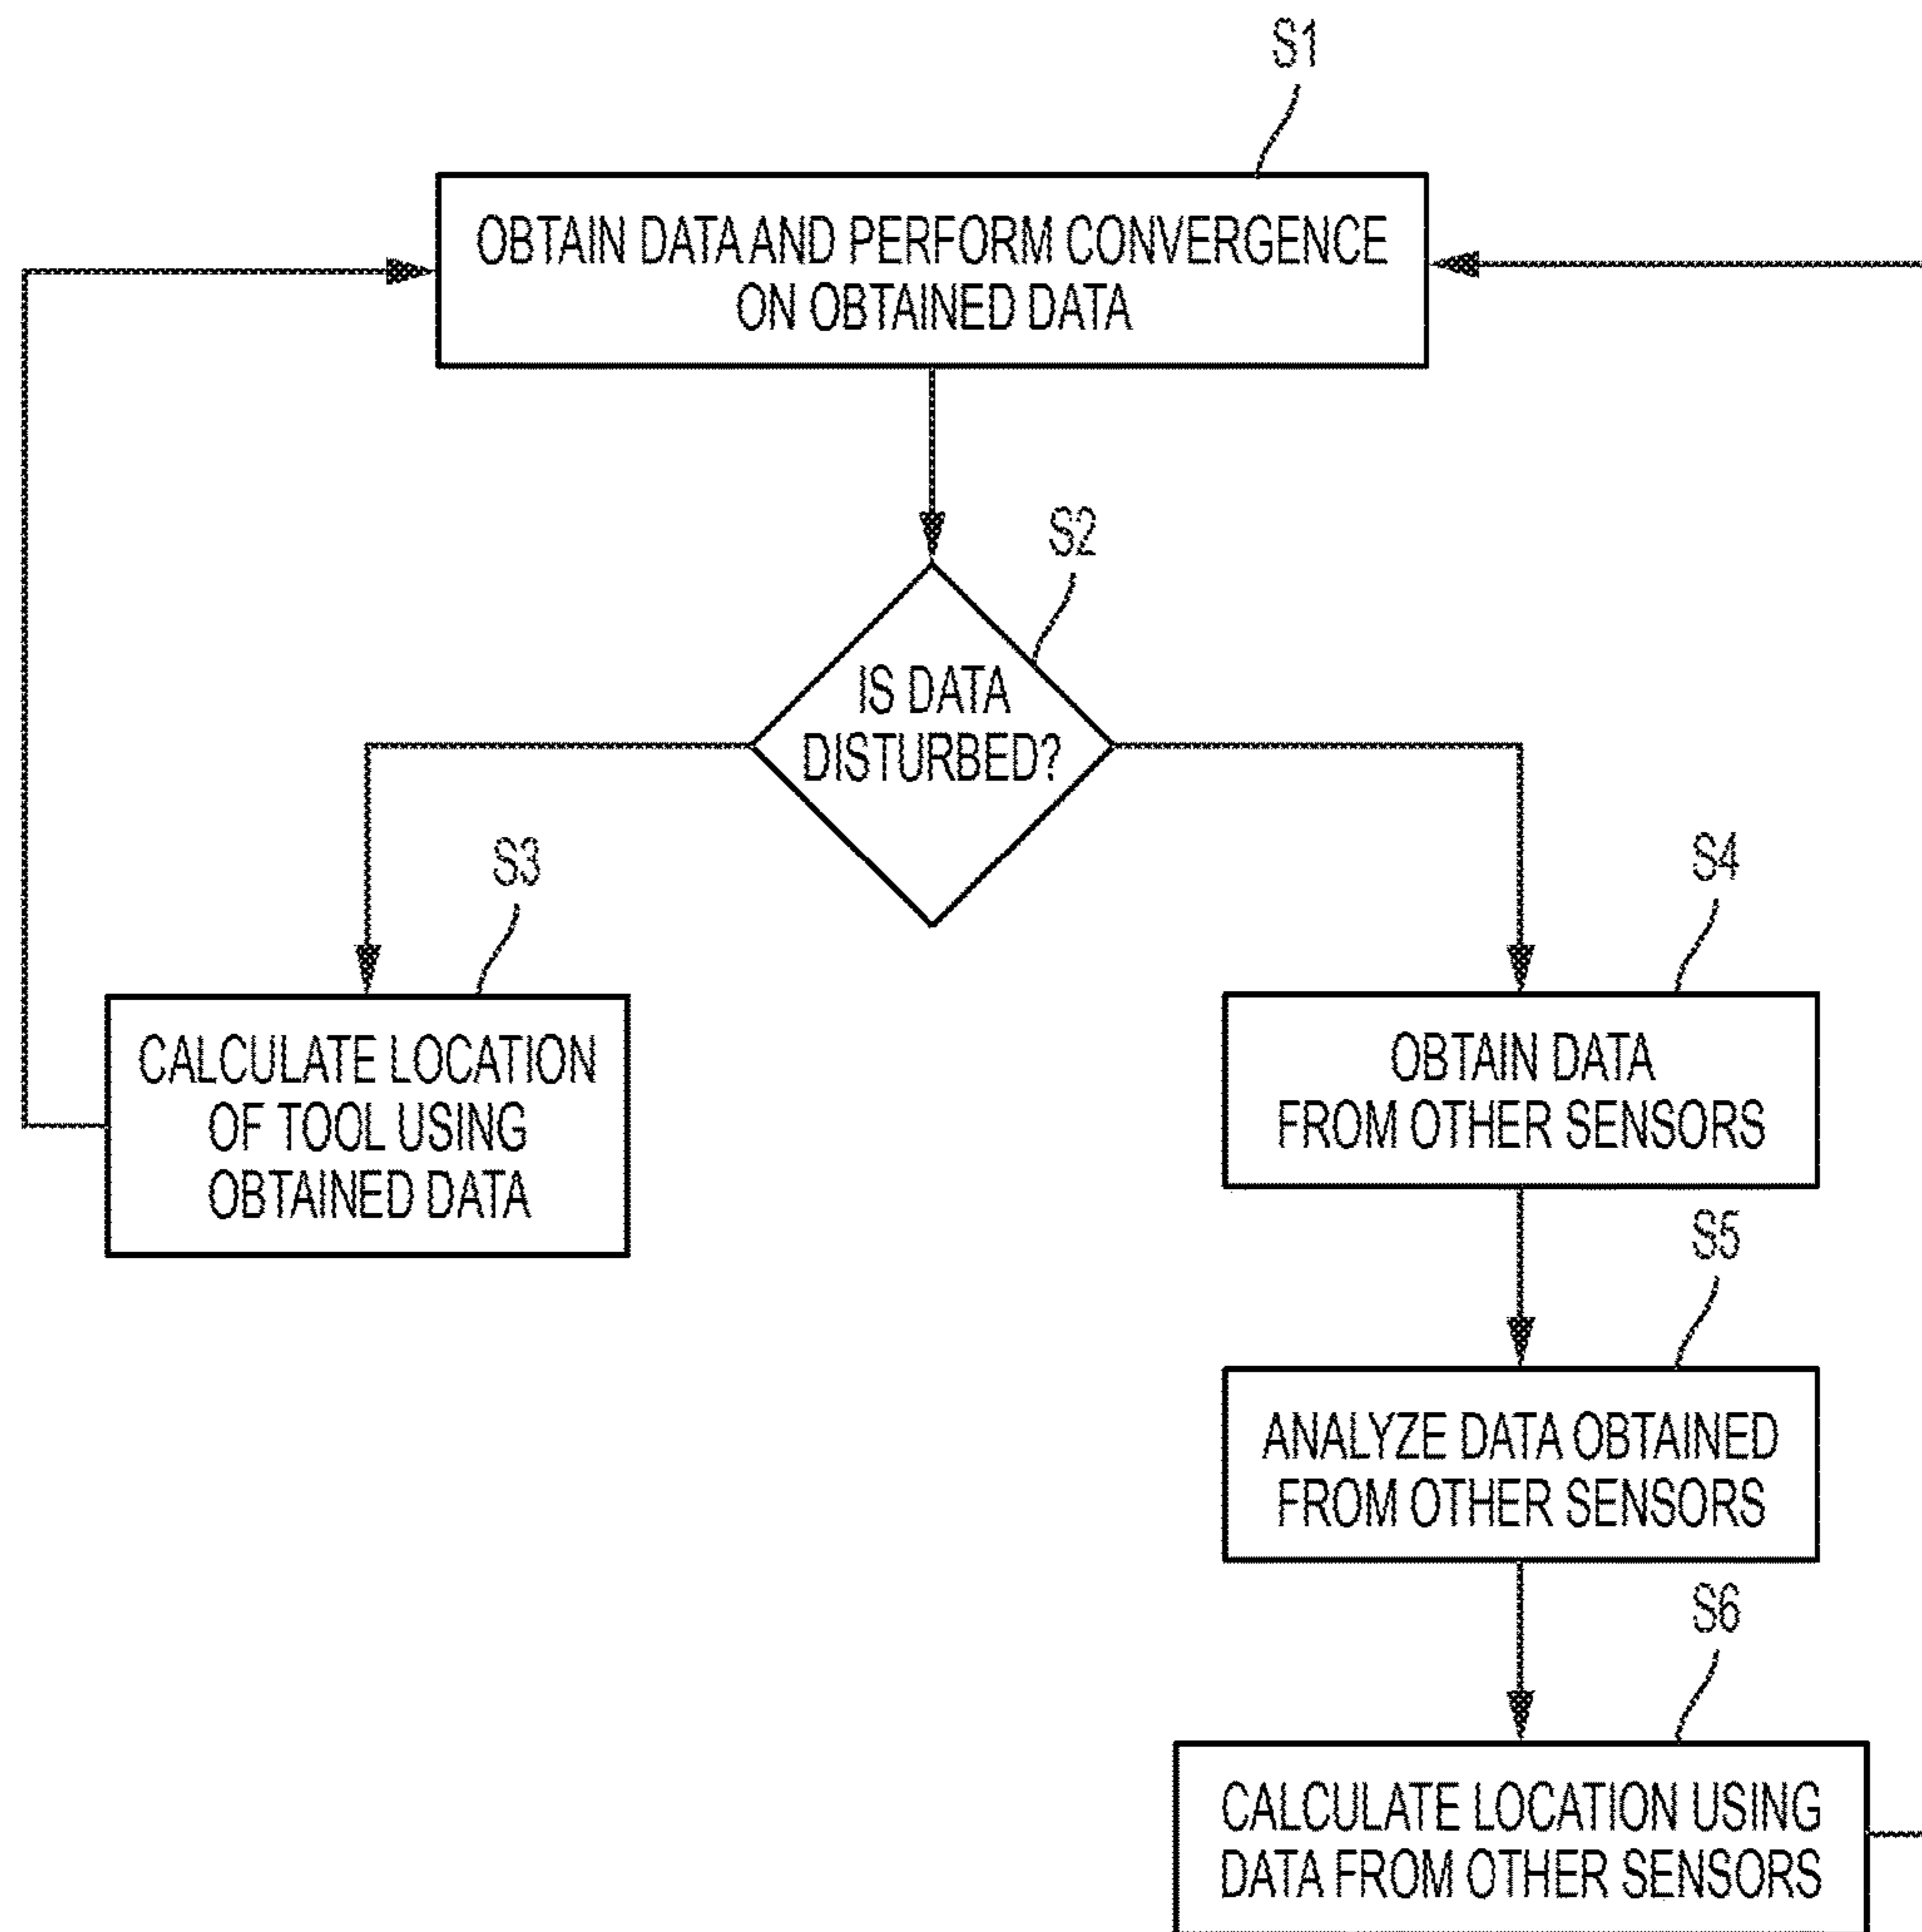 S1
OBTAIN DATA AND PERFORM CONVERGENCE
ON OBTAINED DATA
S2
IS DATA
DISTURBED?
S3
CALCULATE LOCATION
OF TOOL USING
OBTAINED DATA
S4
OBTAIN DATA
FROM OTHER SENSORS
S5
ANALYZE DATA OBTAINED
FROM OTHER SENSORS
S6
CALCULATE LOCATION USING
DATA FROM OTHER SENSORS